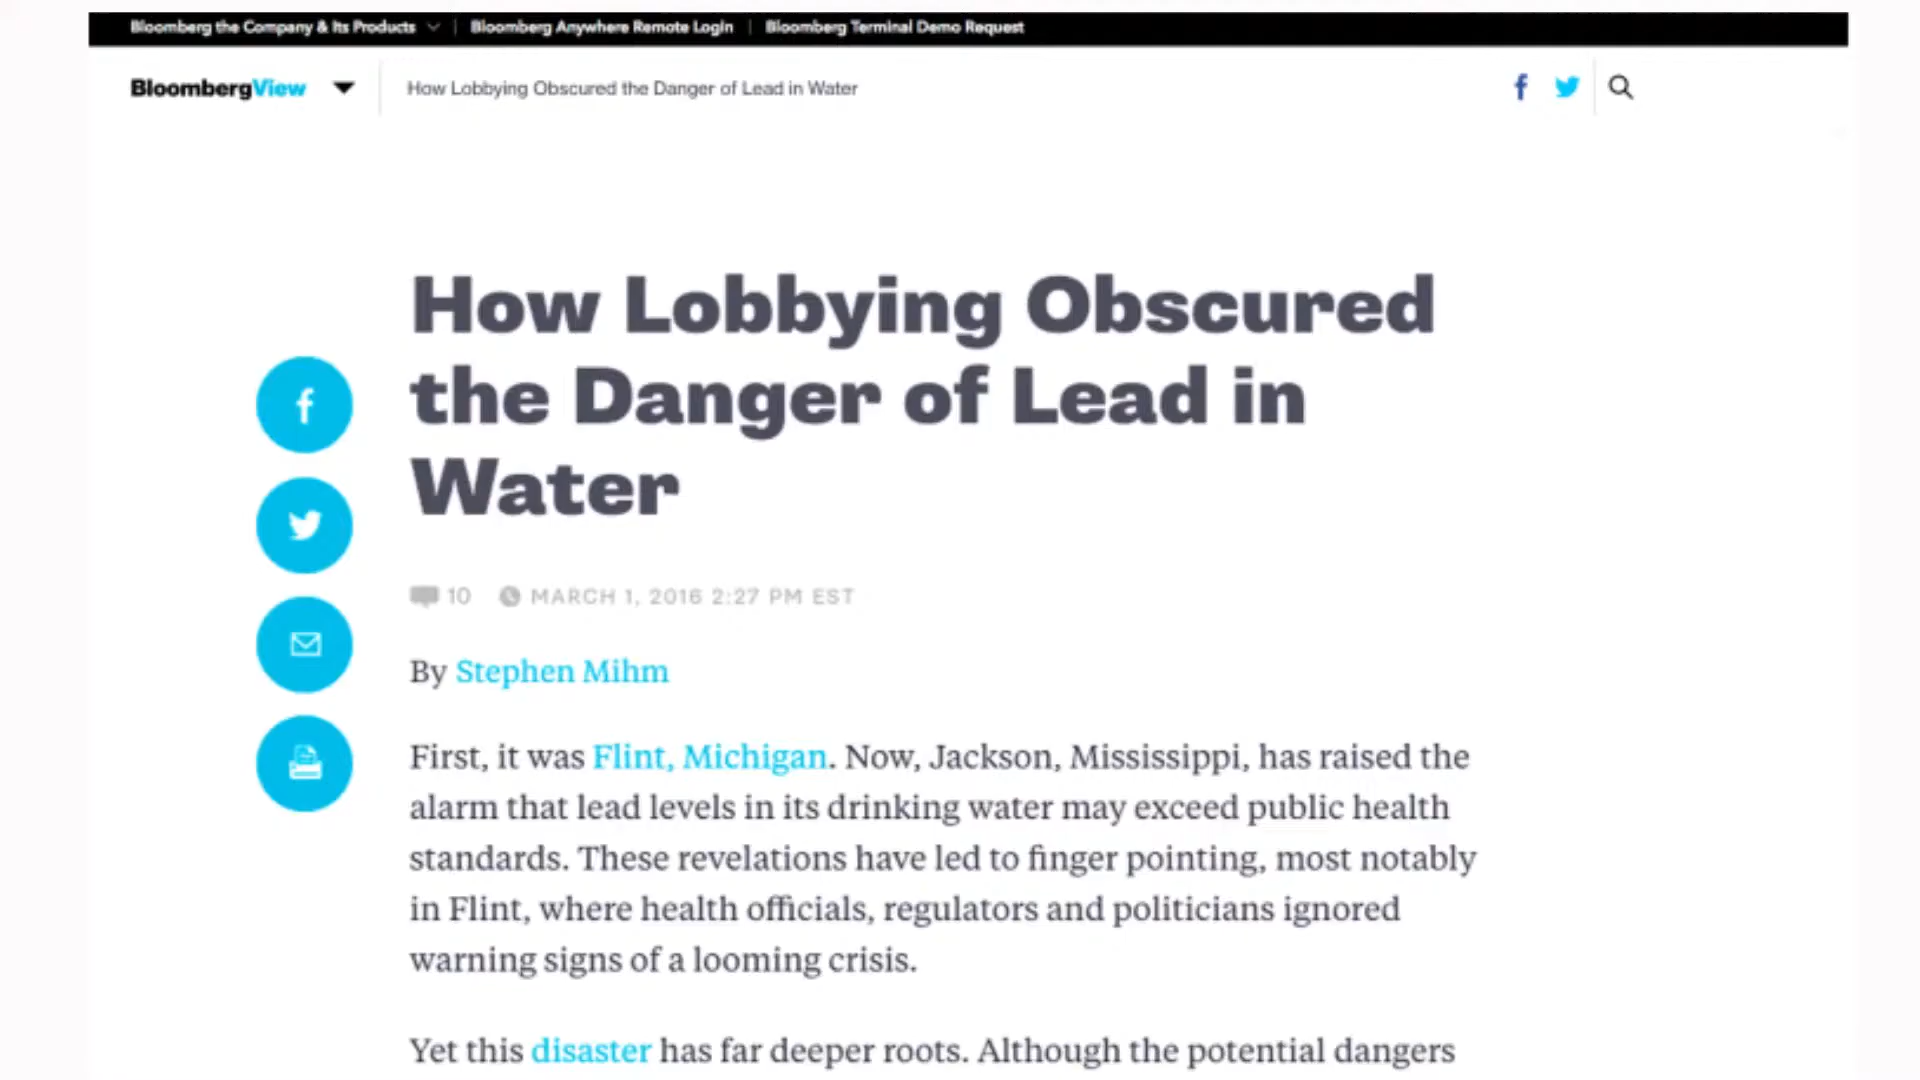 Bloomberg the Company & Its Products | Bloomberg Anywhere Remote Login | Bloomberg Terminal Demo Request
BloombergView How Lobbying Obscured the Danger of Lead in Water
How Lobbying Obscured
the Danger of Lead in
Water
10 MARCH 1, 2016 2:27 PM EST
By Stephen Mihm
First, it was Flint, Michigan. Now, Jackson, Mississippi, has raised the
alarm that lead levels in its drinking water may exceed public health
standards. These revelations have led to finger pointing, most notably
in Flint, where health officials, regulators and politicians ignored
warning signs of a looming crisis.
Yet this disaster has far deeper roots. Although the potential dangers